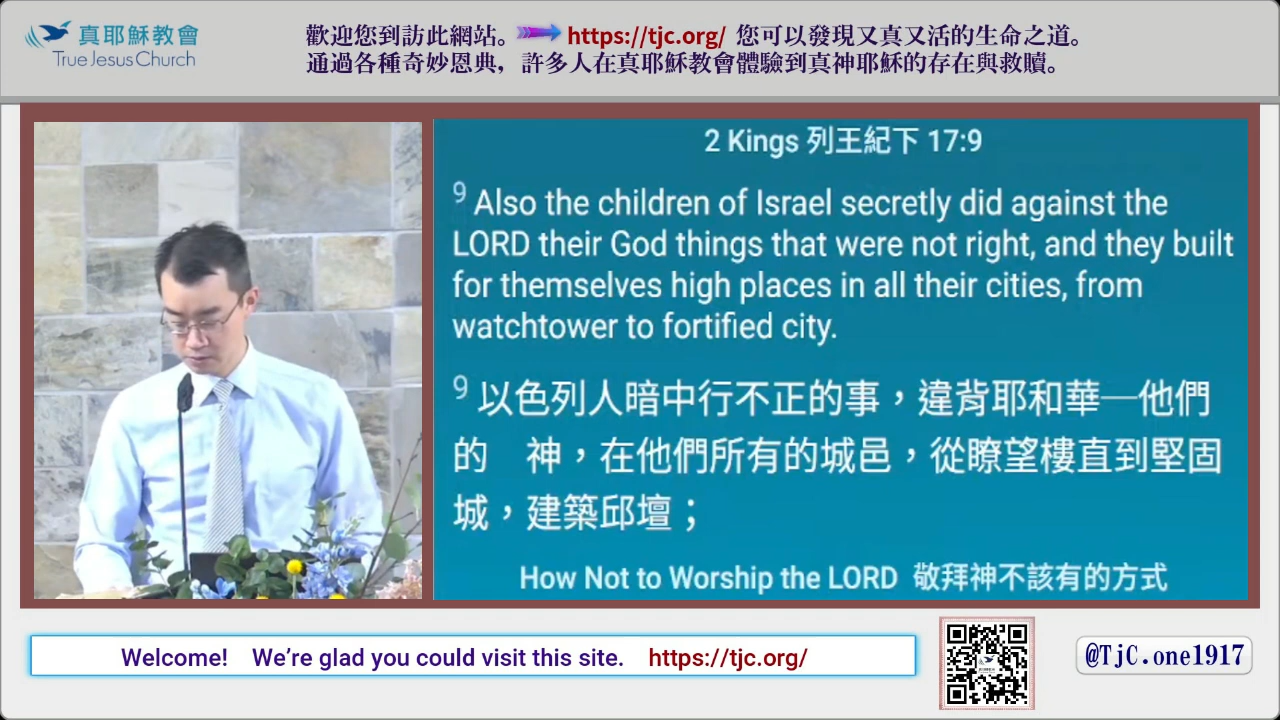 真耶穌教會
True Jesus Church
歡迎您到訪此網站。 https://tjc.org/ 您可以發現又真又活的生命之道。
通過各種奇妙恩典，許多人在真耶穌教會體驗到真神耶穌的存在與救贖。
2 Kings 列王紀下 17:9
9 Also the children of Israel secretly did against the
LORD their God things that were not right, and they built
for themselves high places in all their cities, from
watchtower to fortified city.
9 以色列人暗中行不正的事，違背耶和華─他們
的　神，在他們所有的城邑，從瞭望樓直到堅固
城，建築邱壇；
How Not to Worship the LORD 敬拜神不該有的方式
Welcome! We’re glad you could visit this site. https://tjc.org/
@TjC.one1917